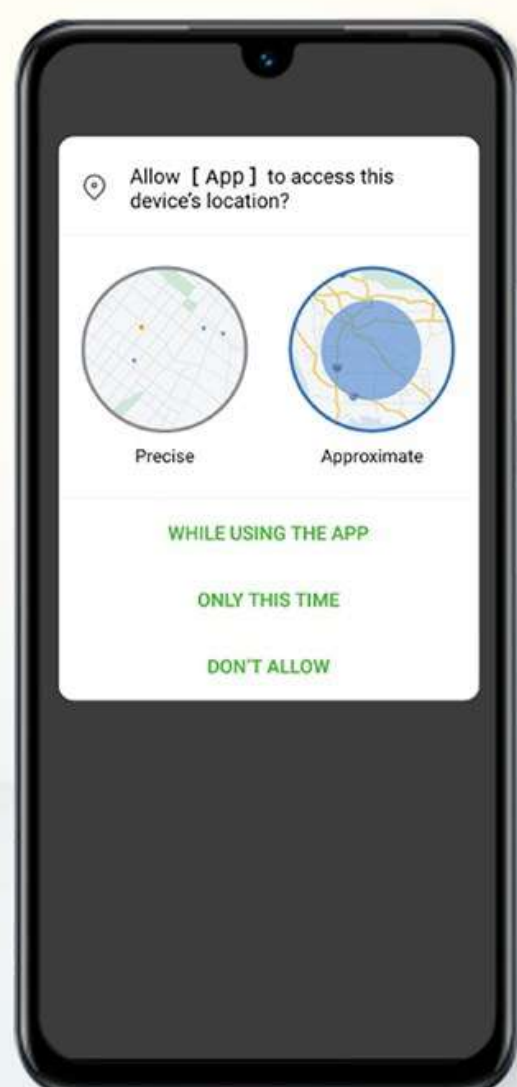 Allow [ App ] to access this
device's location?
Precise
Approximate
WHILE USING THE APP
ONLY THIS TIME
DON'T ALLOW